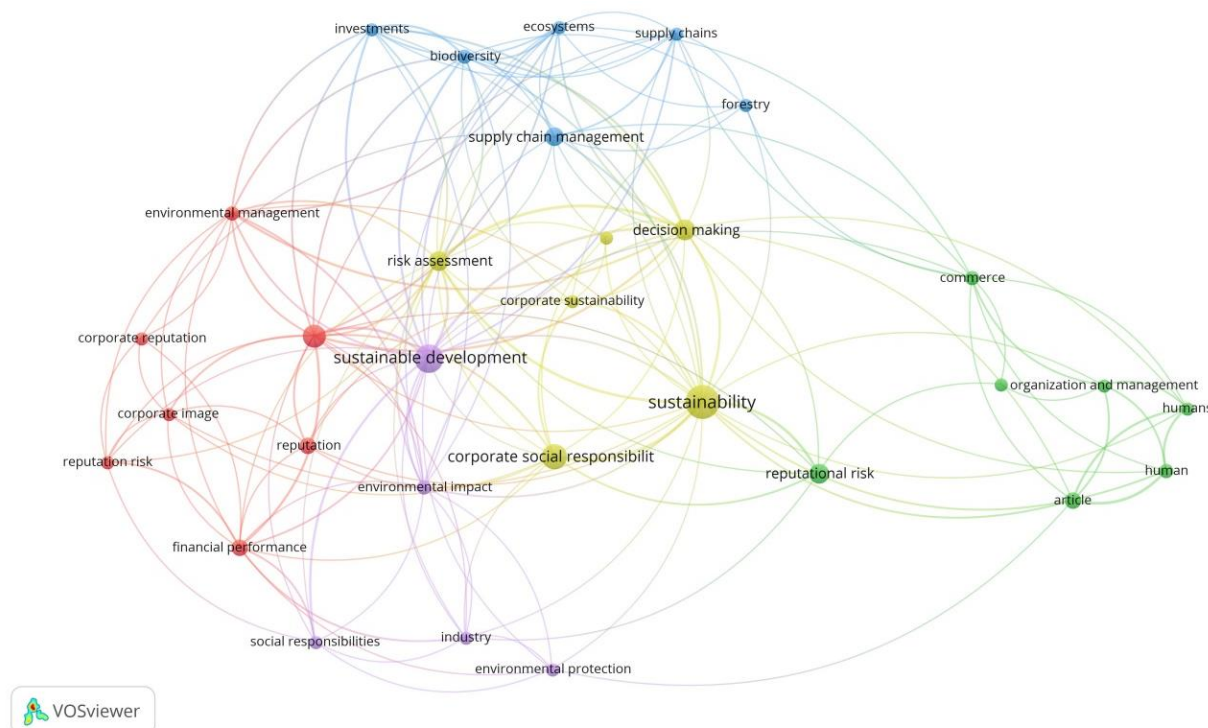 investments
ecosystems
supply chains
biodiversity
forestry
supply chain management
environmental management
decision making
risk assessment
commerce
corporate sustainability
corporate reputation
sustainable development
organization and management
sustainability
humans
corporate image
reputation
corporate social responsibilit
reputation risk
reputational risk
human
environmental impact
article
financial performance
social responsibilities
industry
environmental protection
VOSviewer